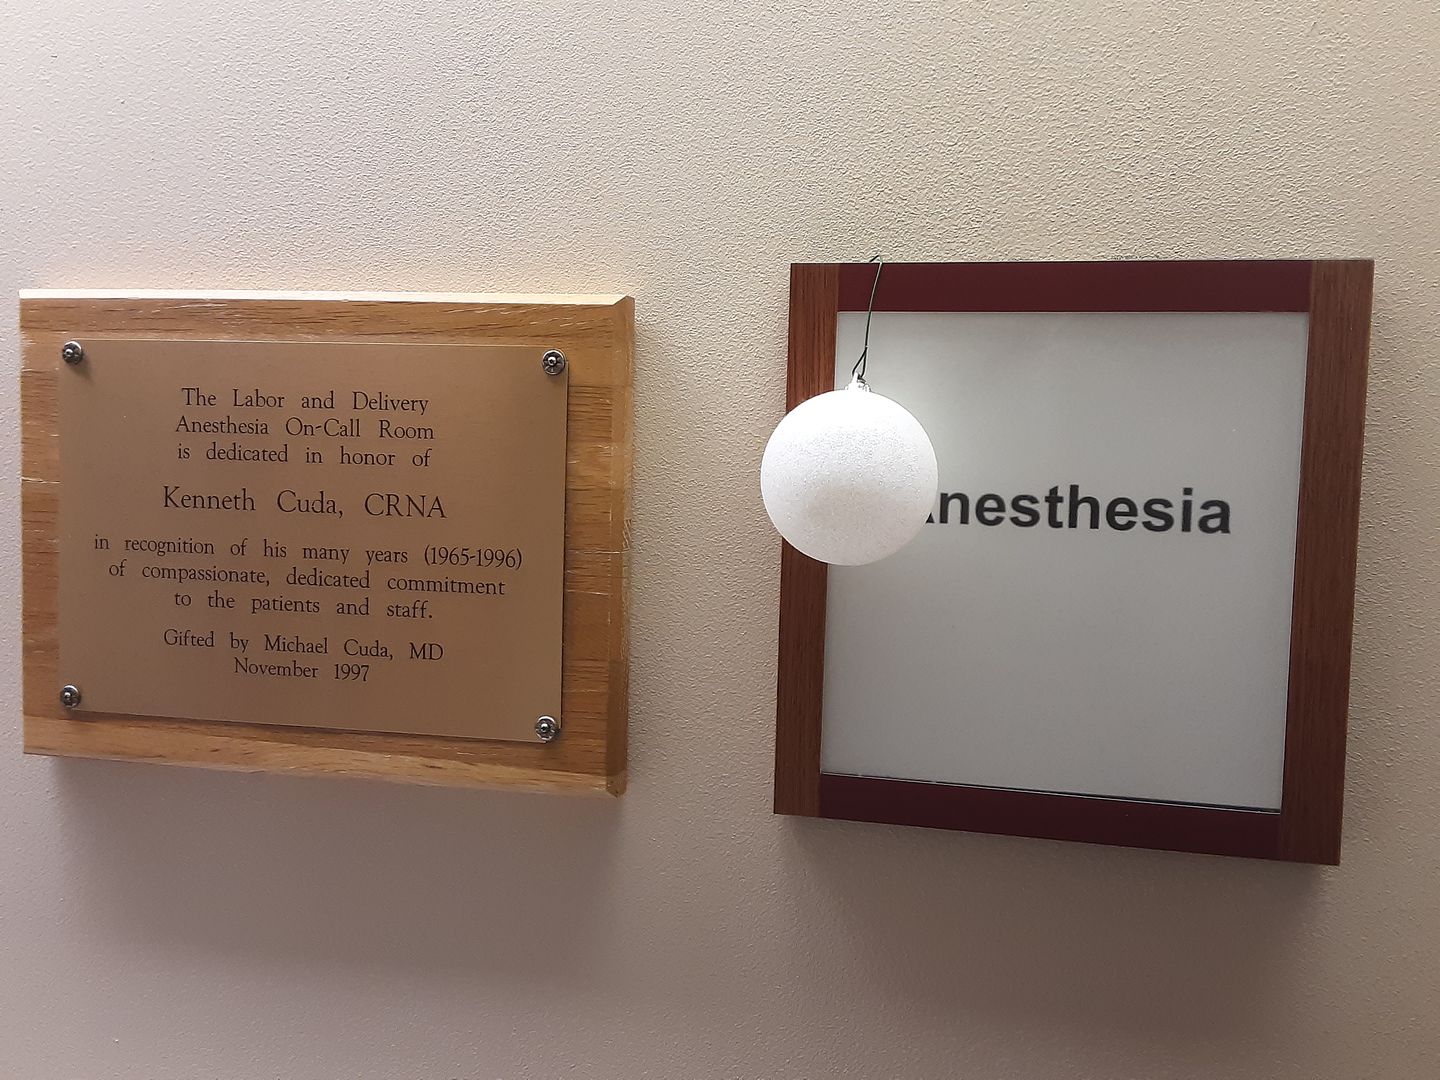 The Labor and Delivery
Anesthesia On-Call Room
is dedicated in honor of
Kenneth Cuda, CRNA
in recognition of his many years (1965-1996)
of compassionate, dedicated commitment
to the patients and staff.
Gifted by Michael Cuda, MD
November 1997
Anesthesia